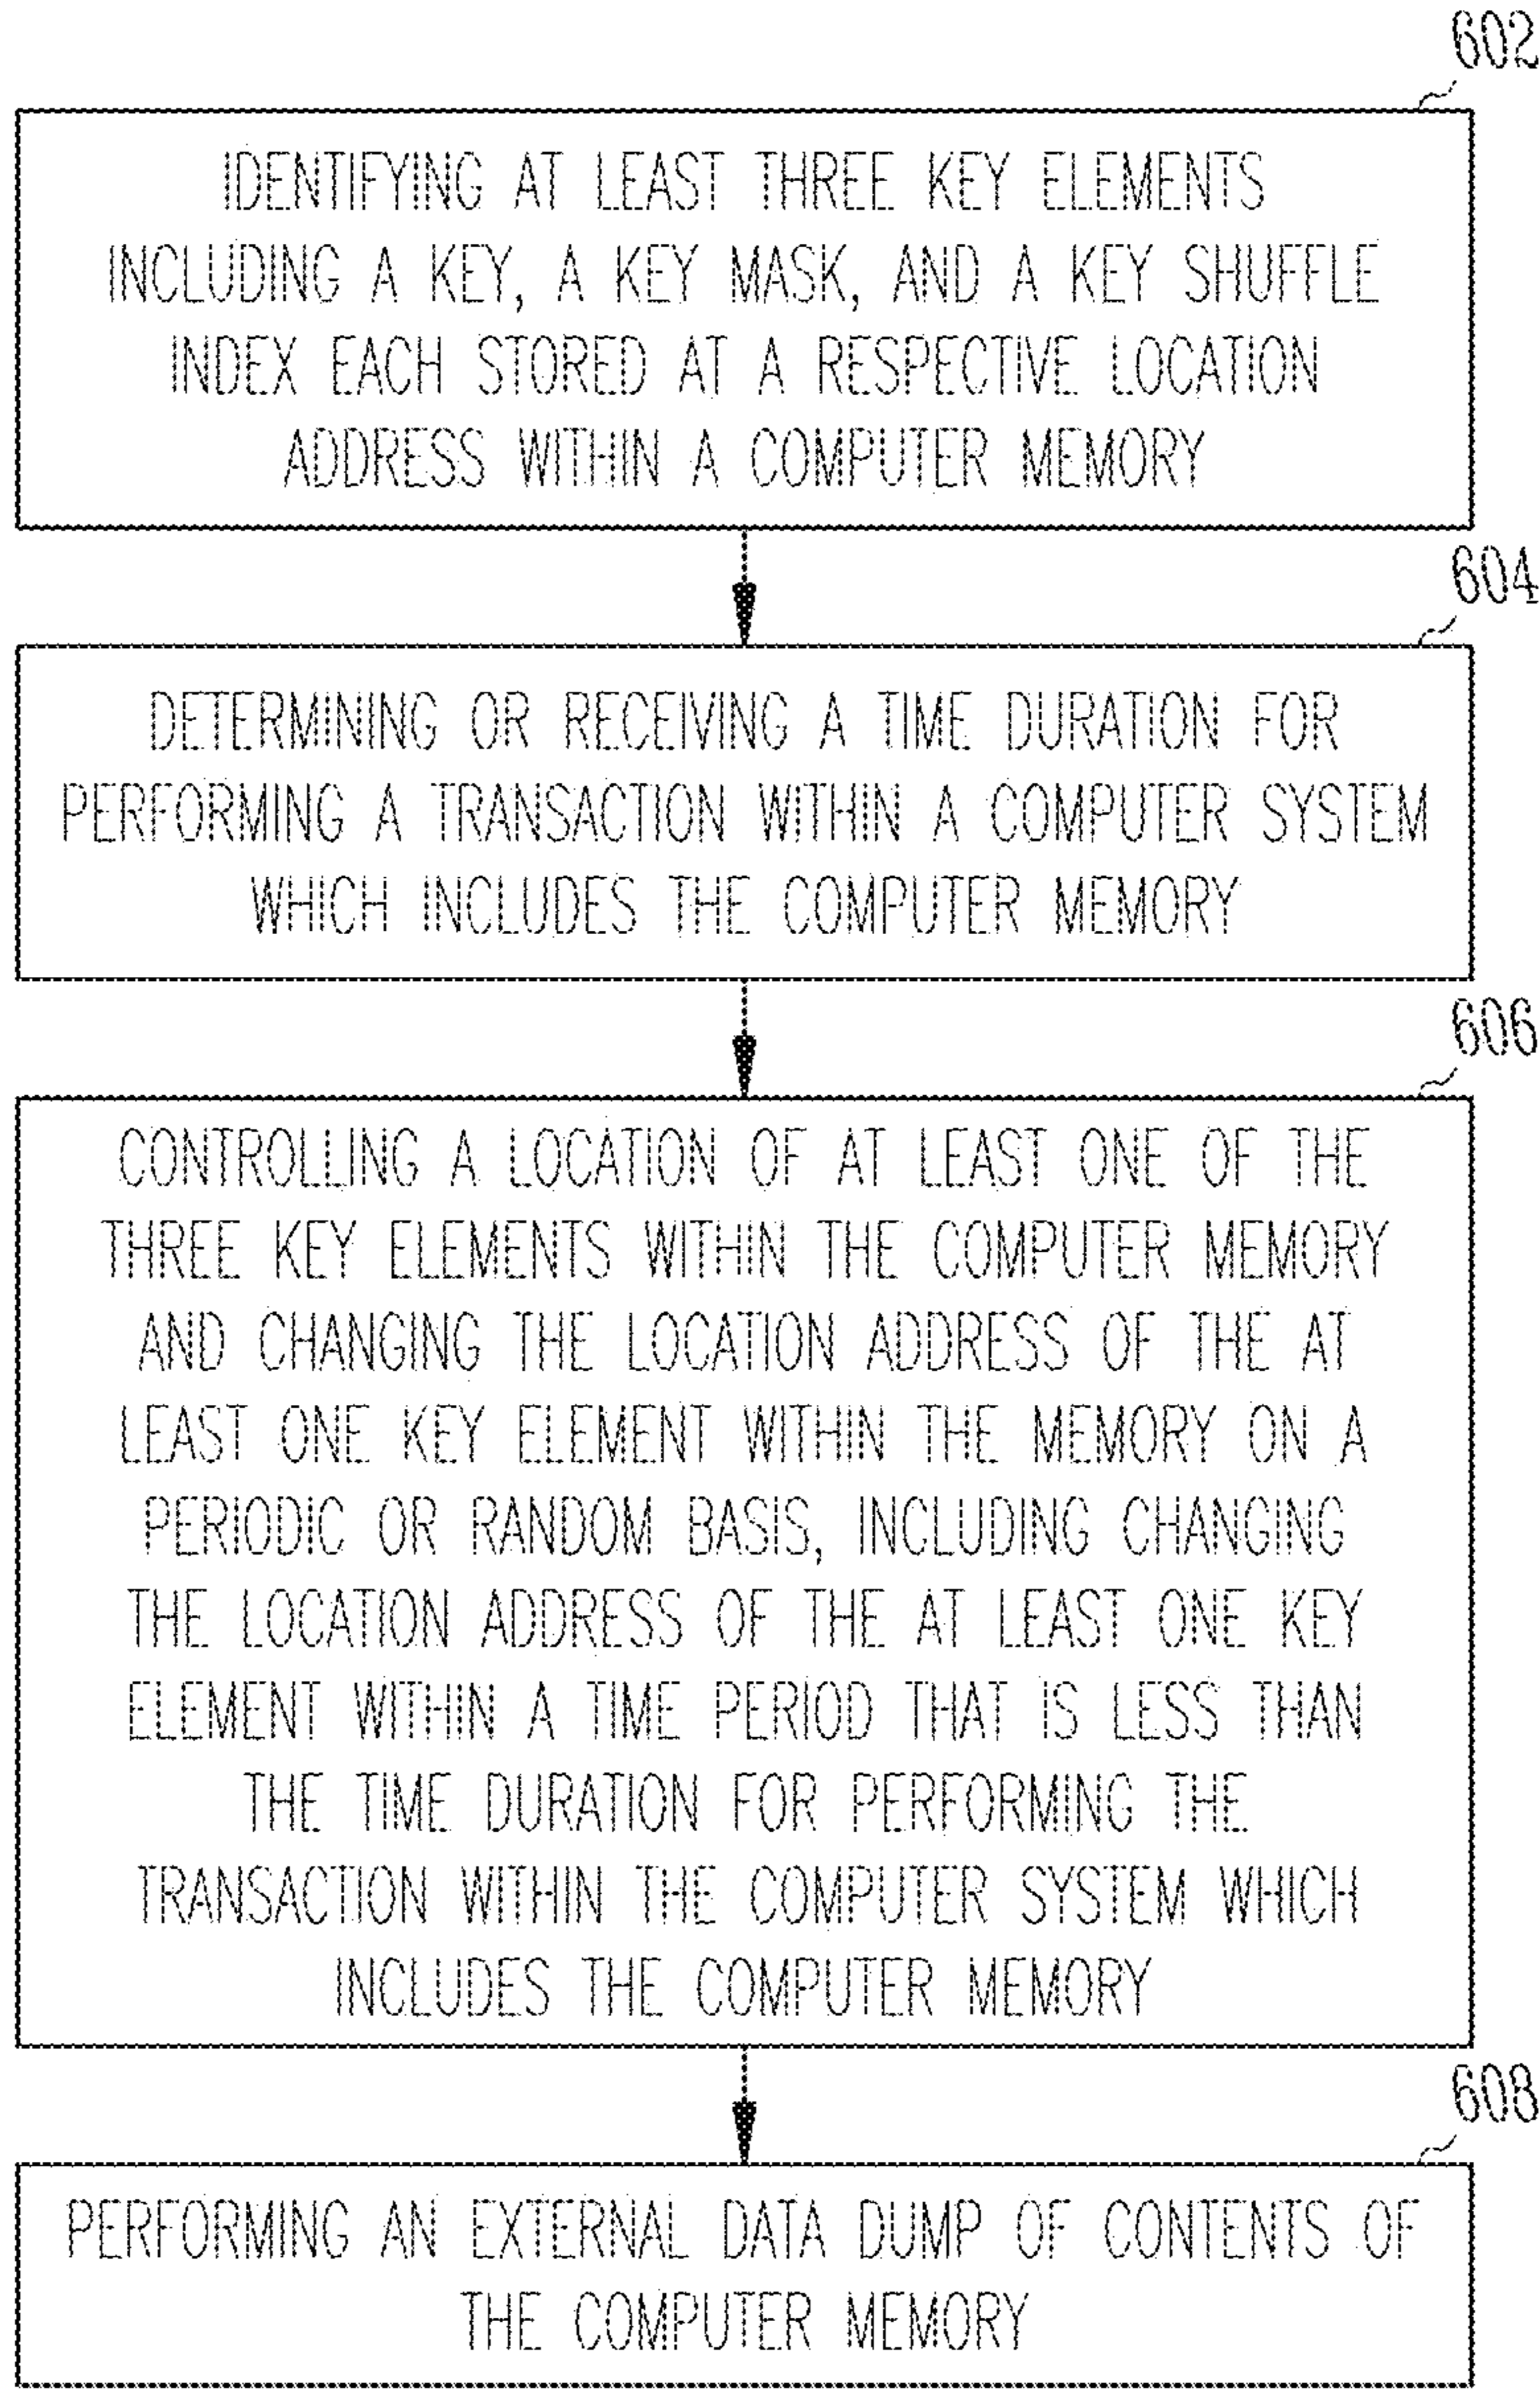 602
IDENTIFYING AT LEAST THREE KEY ELEMENTS
INCLUDING A KEY, A KEY MASK, AND A KEY SHUFFLE
INDEX EACH STORED AT A RESPECTIVE LOCATION
ADDRESS WITHIN A COMPUTER MEMORY
604
DETERMINING OR RECEIVING A TIME DURATION FOR
PERFORMING A TRANSACTION WITHIN A COMPUTER SYSTEM
WHICH INCLUDES THE COMPUTER MEMORY
606
CONTROLLING A LOCATION OF AT LEAST ONE OF THE
THREE KEY ELEMENTS WITHIN THE COMPUTER MEMORY
AND CHANGING THE LOCATION ADDRESS OF THE AT
LEAST ONE KEY ELEMENT WITHIN THE MEMORY ON A
PERIODIC OR RANDOM BASIS, INCLUDING CHANGING
THE LOCATION ADDRESS OF THE AT LEAST ONE KEY
ELEMENT WITHIN A TIME PERIOD THAT IS LESS THAN
THE TIME DURATION FOR PERFORMING THE
TRANSACTION WITHIN THE COMPUTER SYSTEM WHICH
INCLUDES THE COMPUTER MEMORY
608
PERFORMING AN EXTERNAL DATA DUMP OF CONTENTS OF
THE COMPUTER MEMORY